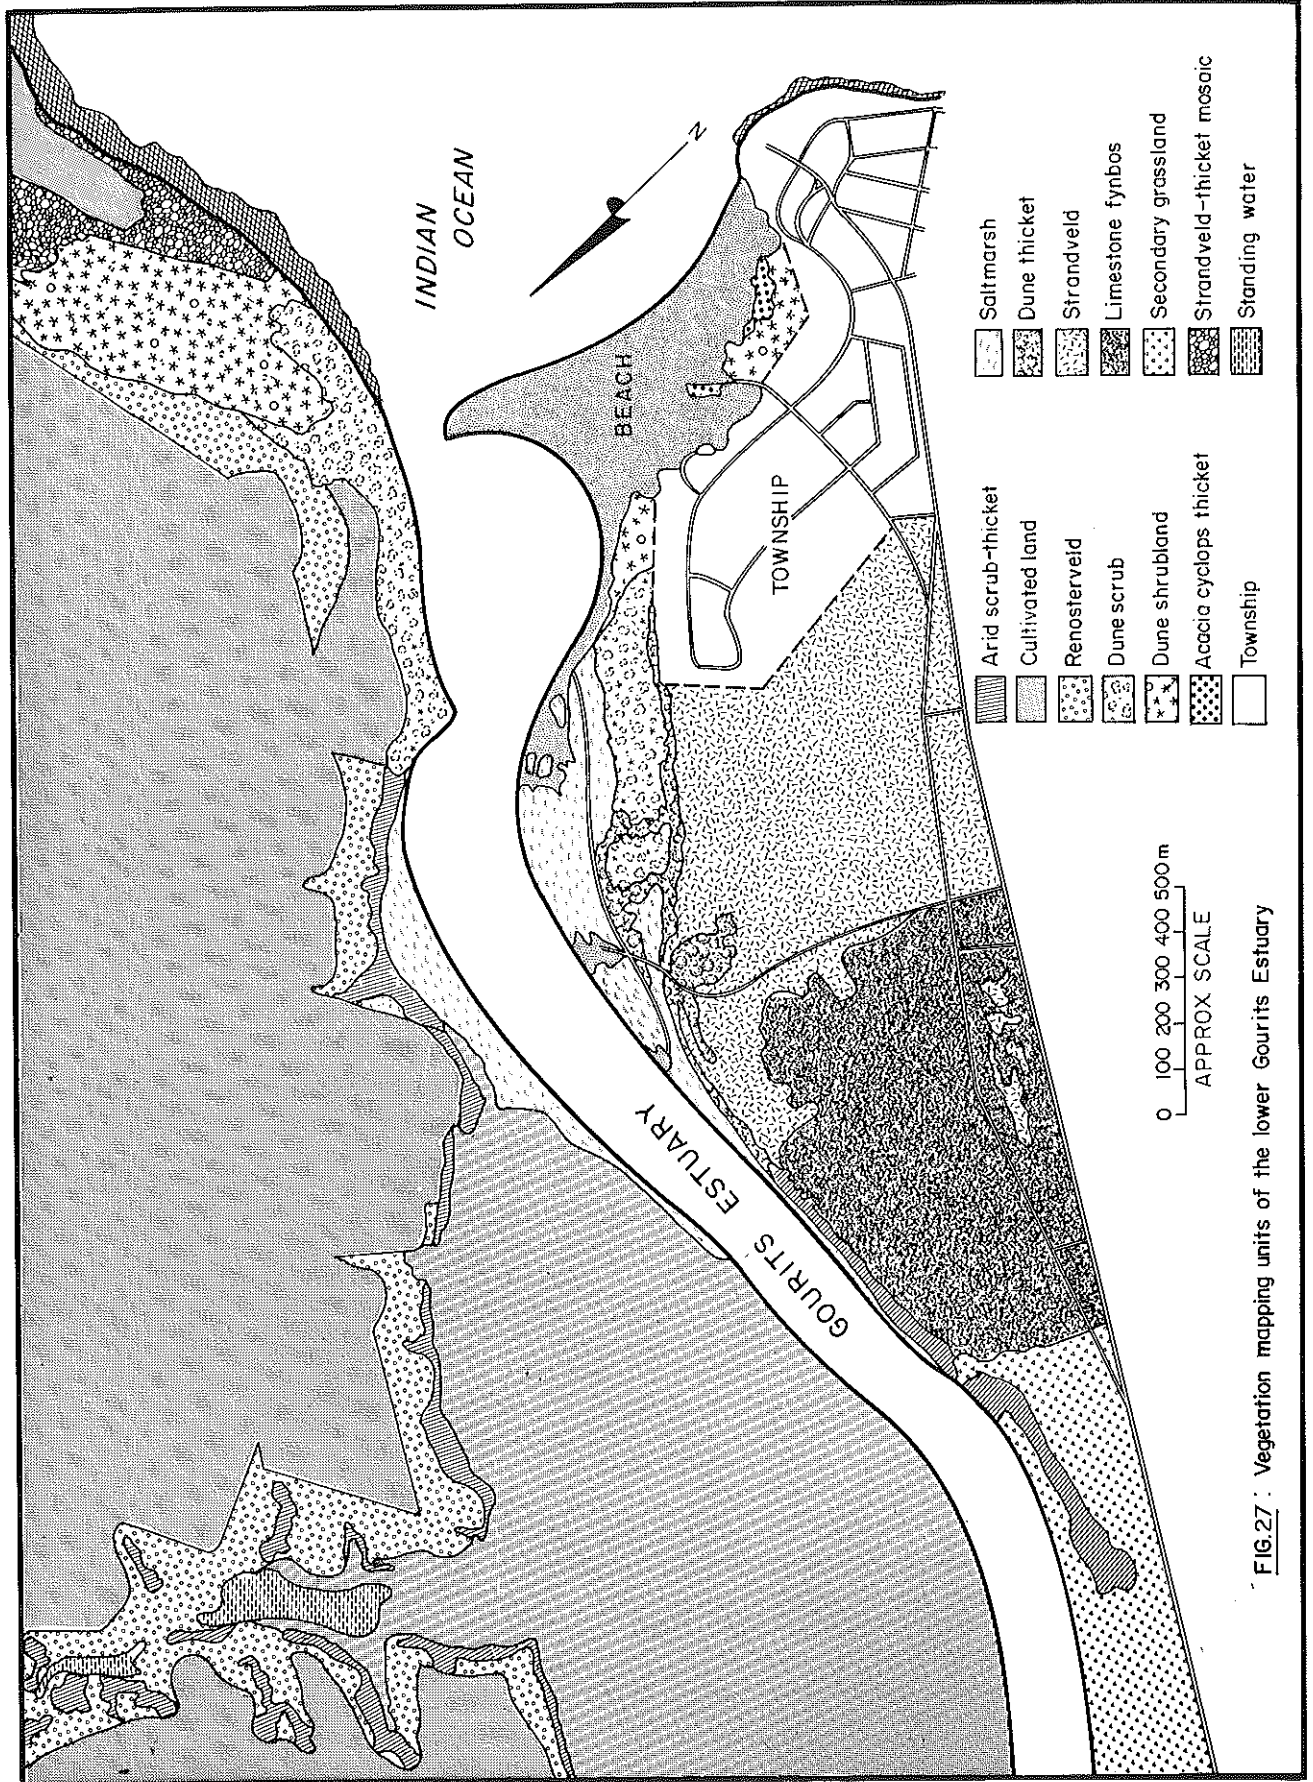 INDIAN
OCEAN
N
BEACH
TOWNSHIP
GOURITS ESTUARY
Arid scrub-thicket
Cultivated land
Renosterveld
Dune scrub
Dune shrubland
Acacia cyclops thicket
Township
Saltmarsh
Dune thicket
Strandveld
Limestone fynbos
Secondary grassland
Strandveld-thicket mosaic
Standing water
0 100 200 300 400 500m
APPROX SCALE
FIG.27 : Vegetation mapping units of the lower Gourits Estuary